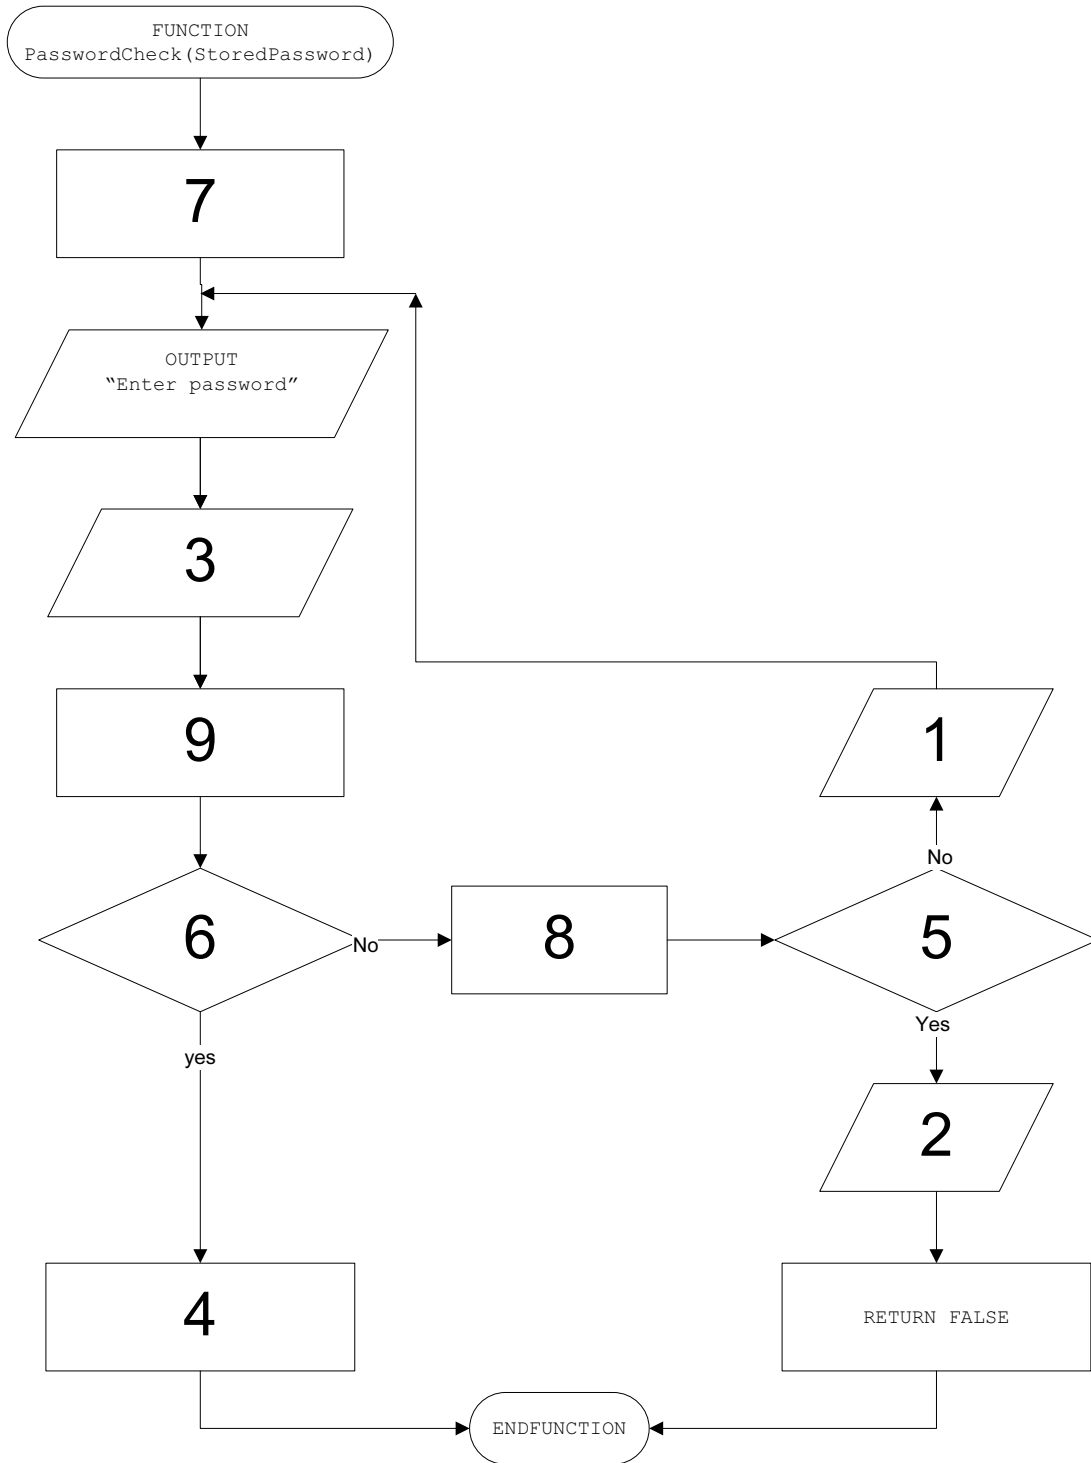 FUNCTION
PasswordCheck(StoredPassword)
7
OUTPUT
“Enter password”
3
9
1
No
6
No
8
5
yes
Yes
2
4
RETURN FALSE
ENDFUNCTION